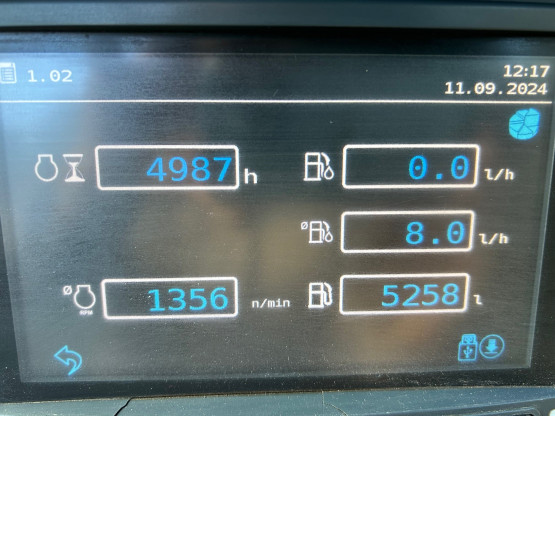 1.02
12:17
11.09.2024
4987 h
0.0 l/h
ø 8.0 l/h
ø RPM 1356 n/min
5258 l